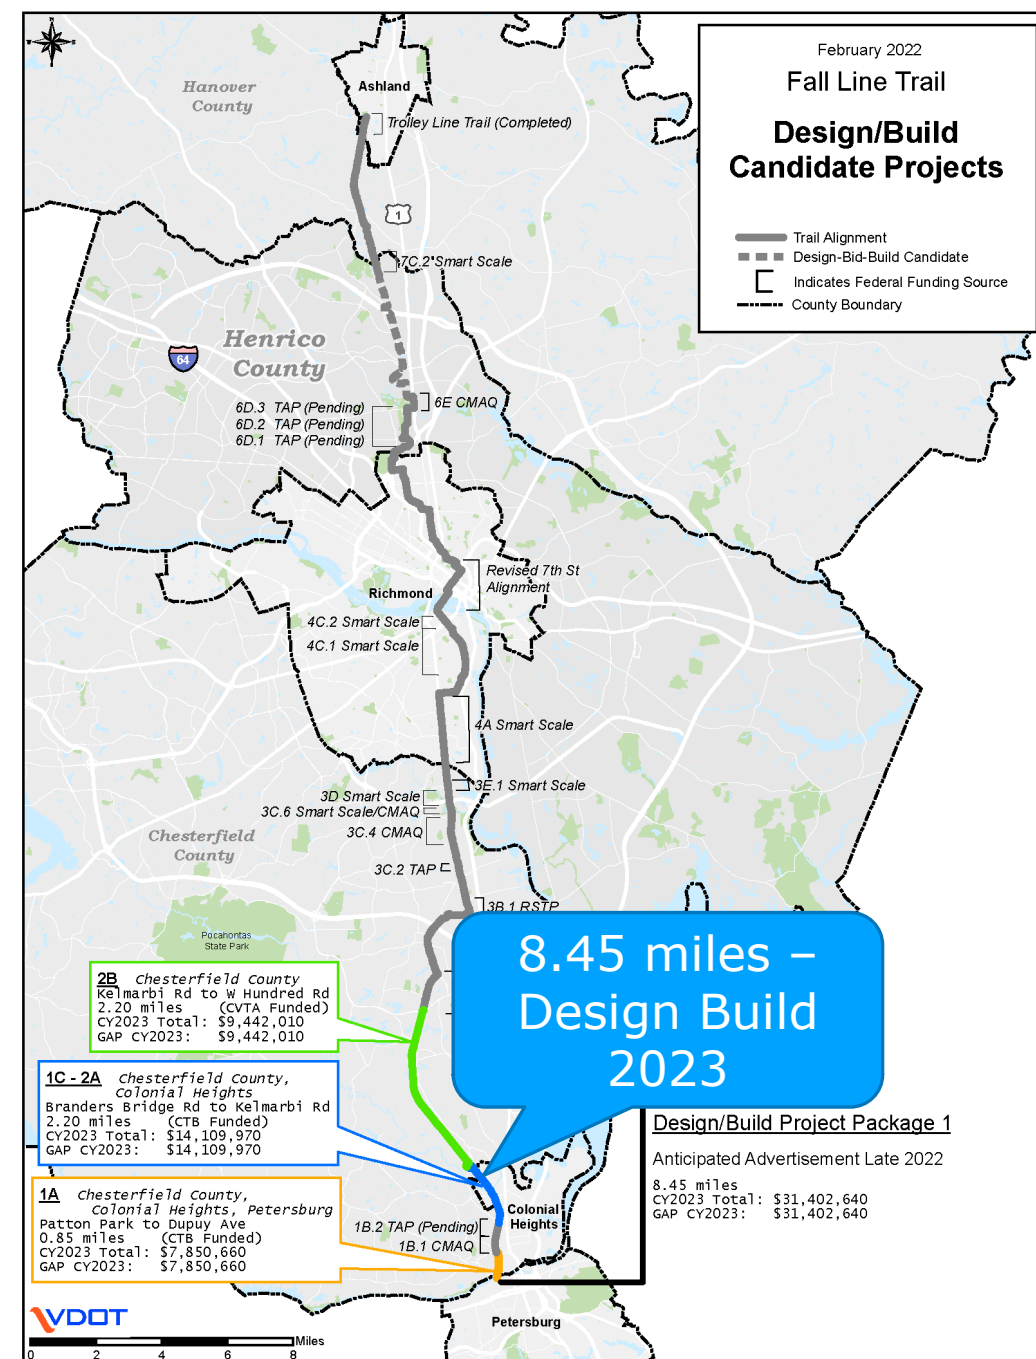 February 2022
Fall Line Trail
Design/Build
Candidate Projects
Trail Alignment
Design-Bid-Build Candidate
Indicates Federal Funding Source
County Boundary
Hanover
County
Ashland
Trolley Line Trail (Completed)
1
7C.2 Smart Scale
Henrico
County
64
6D.3 TAP (Pending)
6D.2 TAP (Pending)
6D.1 TAP (Pending)
6E CMAQ
Revised 7th St
Alignment
Richmond
4C.2 Smart Scale
4C.1 Smart Scale
4A Smart Scale
3E.1 Smart Scale
3D Smart Scale
3C.6 Smart Scale/CMAQ
3C.4 CMAQ
Chesterfield
County
3C.2 TAP
3B.1 RSTP
Pocahontas
State Park
8.45 miles –
Design Build
2023
2B Chesterfield County
Kelmarbi Rd to W Hundred Rd
2.20 miles (CVTA Funded)
CY2023 Total: $9,442,010
GAP CY2023: $9,442,010
1C - 2A Chesterfield County,
Colonial Heights
Branders Bridge Rd to Kelmarbi Rd
2.20 miles (CTB Funded)
CY2023 Total: $14,109,970
GAP CY2023: $14,109,970
1A Chesterfield County,
Colonial Heights, Petersburg
Patton Park to Dupuy Ave
0.85 miles (CTB Funded)
CY2023 Total: $7,850,660
GAP CY2023: $7,850,660
Design/Build Project Package 1
Anticipated Advertisement Late 2022
8.45 miles
CY2023 Total: $31,402,640
GAP CY2023: $31,402,640
Colonial
Heights
1B.2 TAP (Pending)
1B.1 CMAQ
Petersburg
VDOT
Miles
0 2 4 6 8